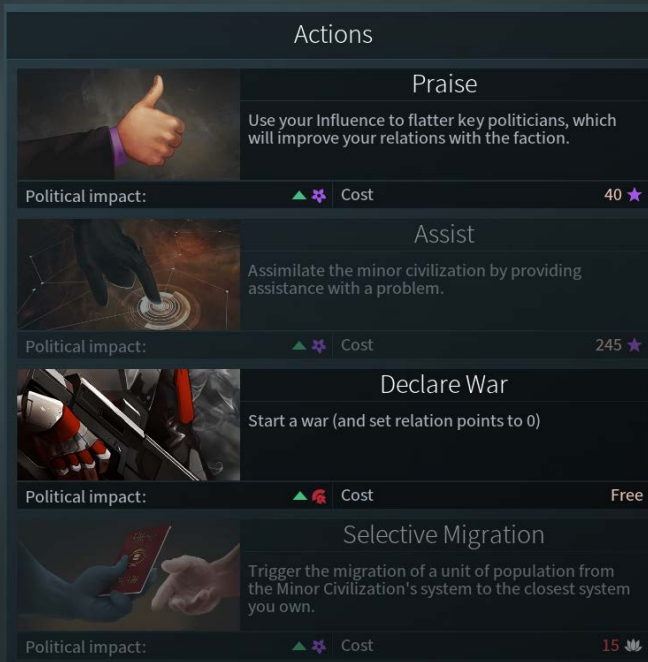 Actions
Praise
Use your Influence to flatter key politicians, which
will improve your relations with the faction.
Political impact: Cost 40
Assist
Assimilate the minor civilization by providing
assistance with a problem.
Political impact: Cost 245
Declare War
Start a war (and set relation points to 0)
Political impact: Cost Free
Selective Migration
Trigger the migration of a unit of population from
the Minor Civilization's system to the closest system
you own.
Political impact: Cost 15